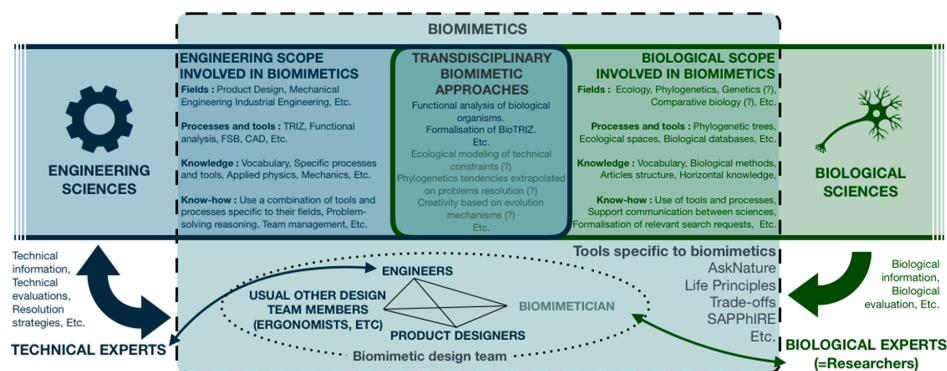 BIOMIMETICS
ENGINEERING SCIENCES
ENGINEERING SCOPE
INVOLVED IN BIOMIMETICS
Fields : Product Design, Mechanical
Engineering Industrial Engineering, Etc.
Processes and tools : TRIZ, Functional
analysis, FSB, CAD, Etc.
Knowledge : Vocabulary, Specific processes
and tools, Applied physics, Mechanics, Etc.
Know-how : Use a combination of tools and
processes specific to their fields, Problem-
solving reasoning, Team management, Etc.
TRANSDISCIPLINARY
BIOMIMETIC
APPROACHES
Functional analysis of biological
organisms.
Formalisation of BioTRIZ.
Etc.
Ecological modeling of technical
constraints (?)
Phylogenetics tendencies extrapolated
on problems resolution (?)
Creativity based on evolution
mechanisms (?)
Etc.
BIOLOGICAL SCOPE
INVOLVED IN BIOMIMETICS
Fields : Ecology, Phylogenetics, Genetics (?),
Comparative biology (?), Etc.
Processes and tools : Phylogenetic trees,
Ecological spaces, Biological databases, Etc.
Knowledge : Vocabulary, Biological methods,
Articles structure, Horizontal knowledge,
Know-how : Use of tools and processes,
Support communication between sciences,
Formalisation of relevant search requests, Etc.
BIOLOGICAL
SCIENCES
Technical
information,
Technical
evaluations,
Resolution
strategies, Etc.
TECHNICAL EXPERTS
ENGINEERS
USUAL OTHER DESIGN
TEAM MEMBERS
(ERGONOMISTS, ETC)
BIOMIMETICIAN
PRODUCT DESIGNERS
Biomimetic design team
Tools specific to biomimetics
AskNature
Life Principles
Trade-offs
SAPPhIRE
Etc.
Biological
information,
Biological
evaluation, Etc.
BIOLOGICAL EXPERTS
(=Researchers)